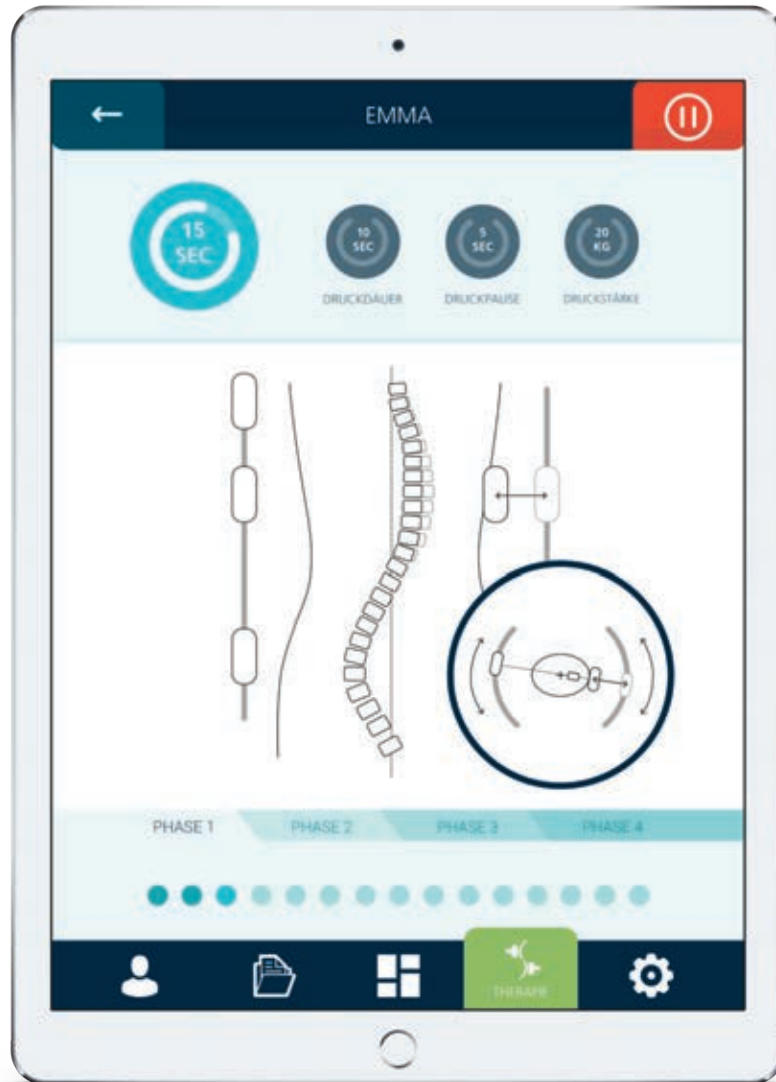 EMMA
15
SEC
10
SEC
5
SEC
20
KG
DRUCKDAUER
DRUCKPAUSE
DRUCKSTÄRKE
PHASE 1
PHASE 2
PHASE 3
PHASE 4
THERAPIE